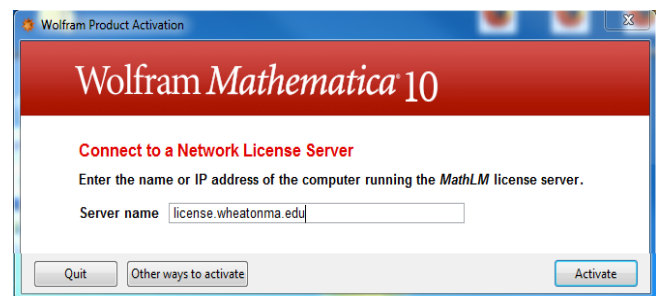 Wolfram Product Activation
Wolfram Mathematica® 10
Connect to a Network License Server
Enter the name or IP address of the computer running the MathLM license server.
Server name license.wheatonma.edu
Quit Other ways to activate Activate